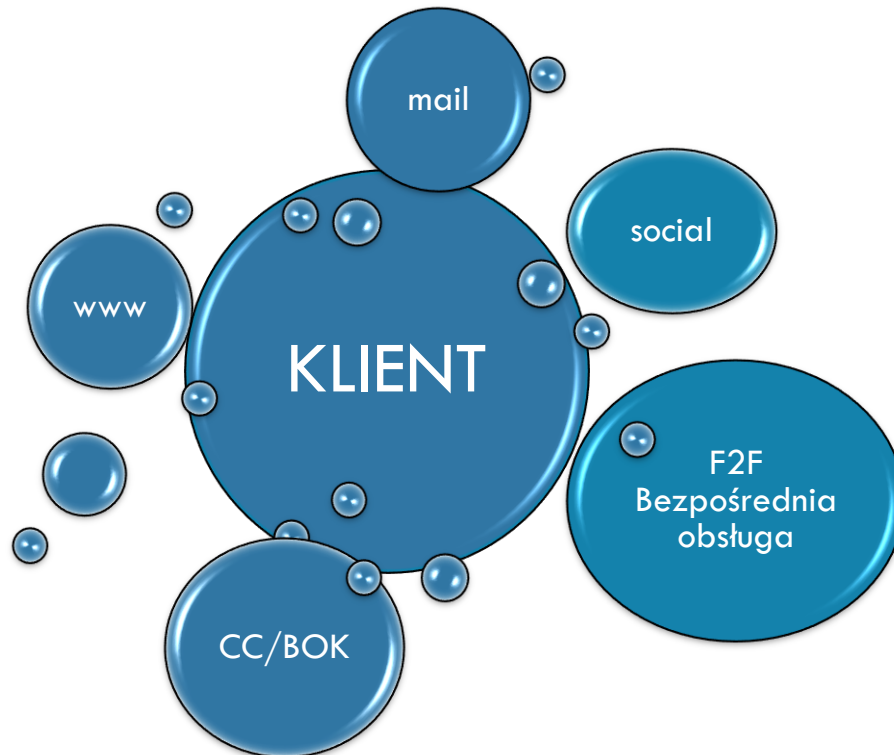 mail
social
www
KLIENT
F2F
Bezpośrednia
obsługa
CC/BOK